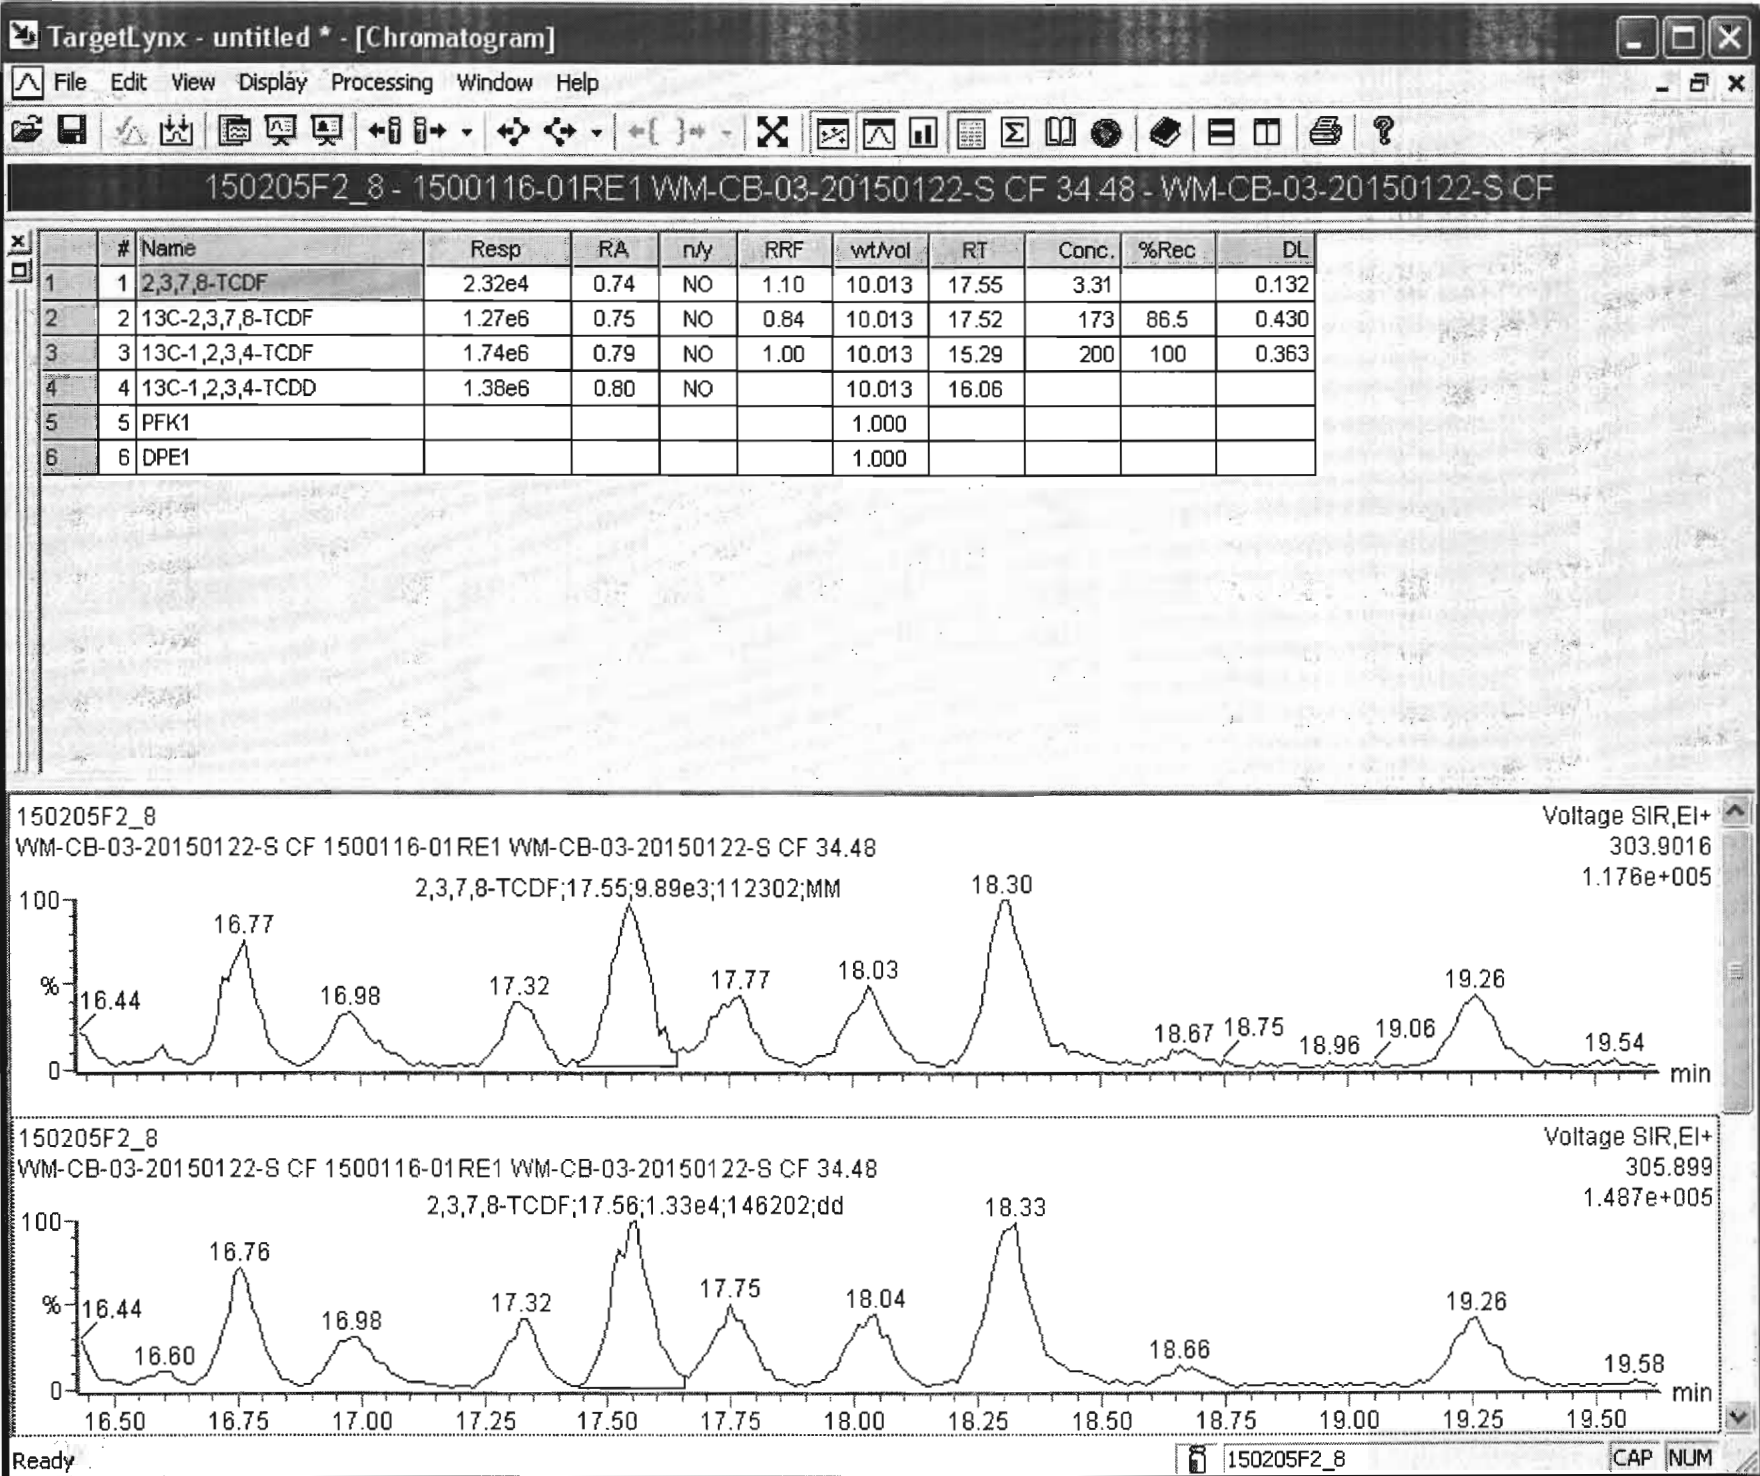 TargetLynx - untitled * - [Chromatogram]
File Edit View Display Processing Window Help
150205F2_8 - 1500116-01RE1 WM-CB-03-20150122-S CF 34.48 - WM-CB-03-20150122-S CF
# Name Resp RA n/y RRF wt/vol RT Conc. %Rec DL
1 1 2,3,7,8-TCDF 2.32e4 0.74 NO 1.10 10.013 17.55 3.31 0.132
2 2 13C-2,3,7,8-TCDF 1.27e6 0.75 NO 0.84 10.013 17.52 173 86.5 0.430
3 3 13C-1,2,3,4-TCDF 1.74e6 0.79 NO 1.00 10.013 15.29 200 100 0.363
4 4 13C-1,2,3,4-TCDD 1.38e6 0.80 NO 10.013 16.06
5 5 PFK1 1.000
6 6 DPE1 1.000
150205F2_8 Voltage SIR,EI+
WM-CB-03-20150122-S CF 1500116-01RE1 WM-CB-03-20150122-S CF 34.48 303.9016
1.176e+005
2,3,7,8-TCDF;17.55;9.89e3;112302;MM 18.30
100
16.77
17.77 18.03 19.26
% 16.44 16.98 17.32
18.67 18.75 18.96 19.06 19.54
0 min
150205F2_8 Voltage SIR,EI+
WM-CB-03-20150122-S CF 1500116-01RE1 WM-CB-03-20150122-S CF 34.48 305.899
1.487e+005
2,3,7,8-TCDF;17.56;1.33e4;146202;dd 18.33
100
16.76
17.75
% 16.44 16.98 17.32 18.04 19.26
16.60 18.66 19.58
0 min
16.50 16.75 17.00 17.25 17.50 17.75 18.00 18.25 18.50 18.75 19.00 19.25 19.50
Ready 150205F2_8 CAP NUM